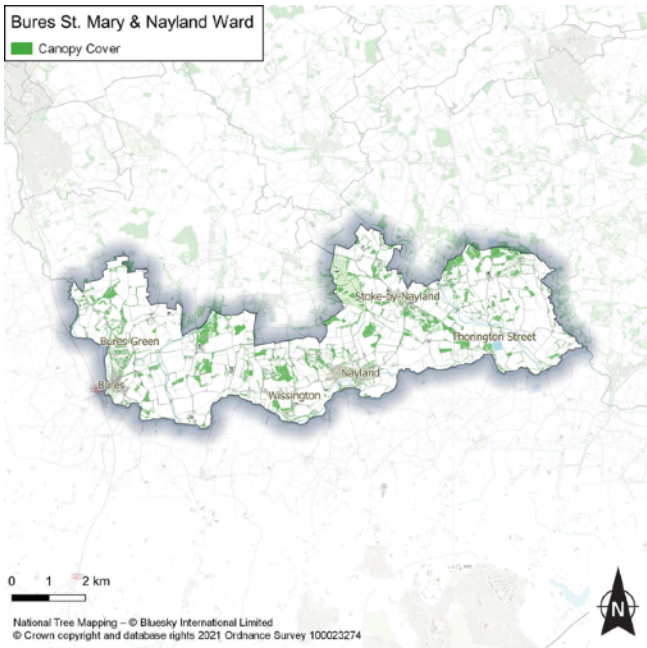 Bures St. Mary & Nayland Ward
Canopy Cover
Stoke-by-Nayland
Thorington Street
Bures Green
Nayland
Bures
Wissington
0 1 2 km
N
National Tree Mapping – © Bluesky International Limited
© Crown copyright and database rights 2021 Ordnance Survey 100023274